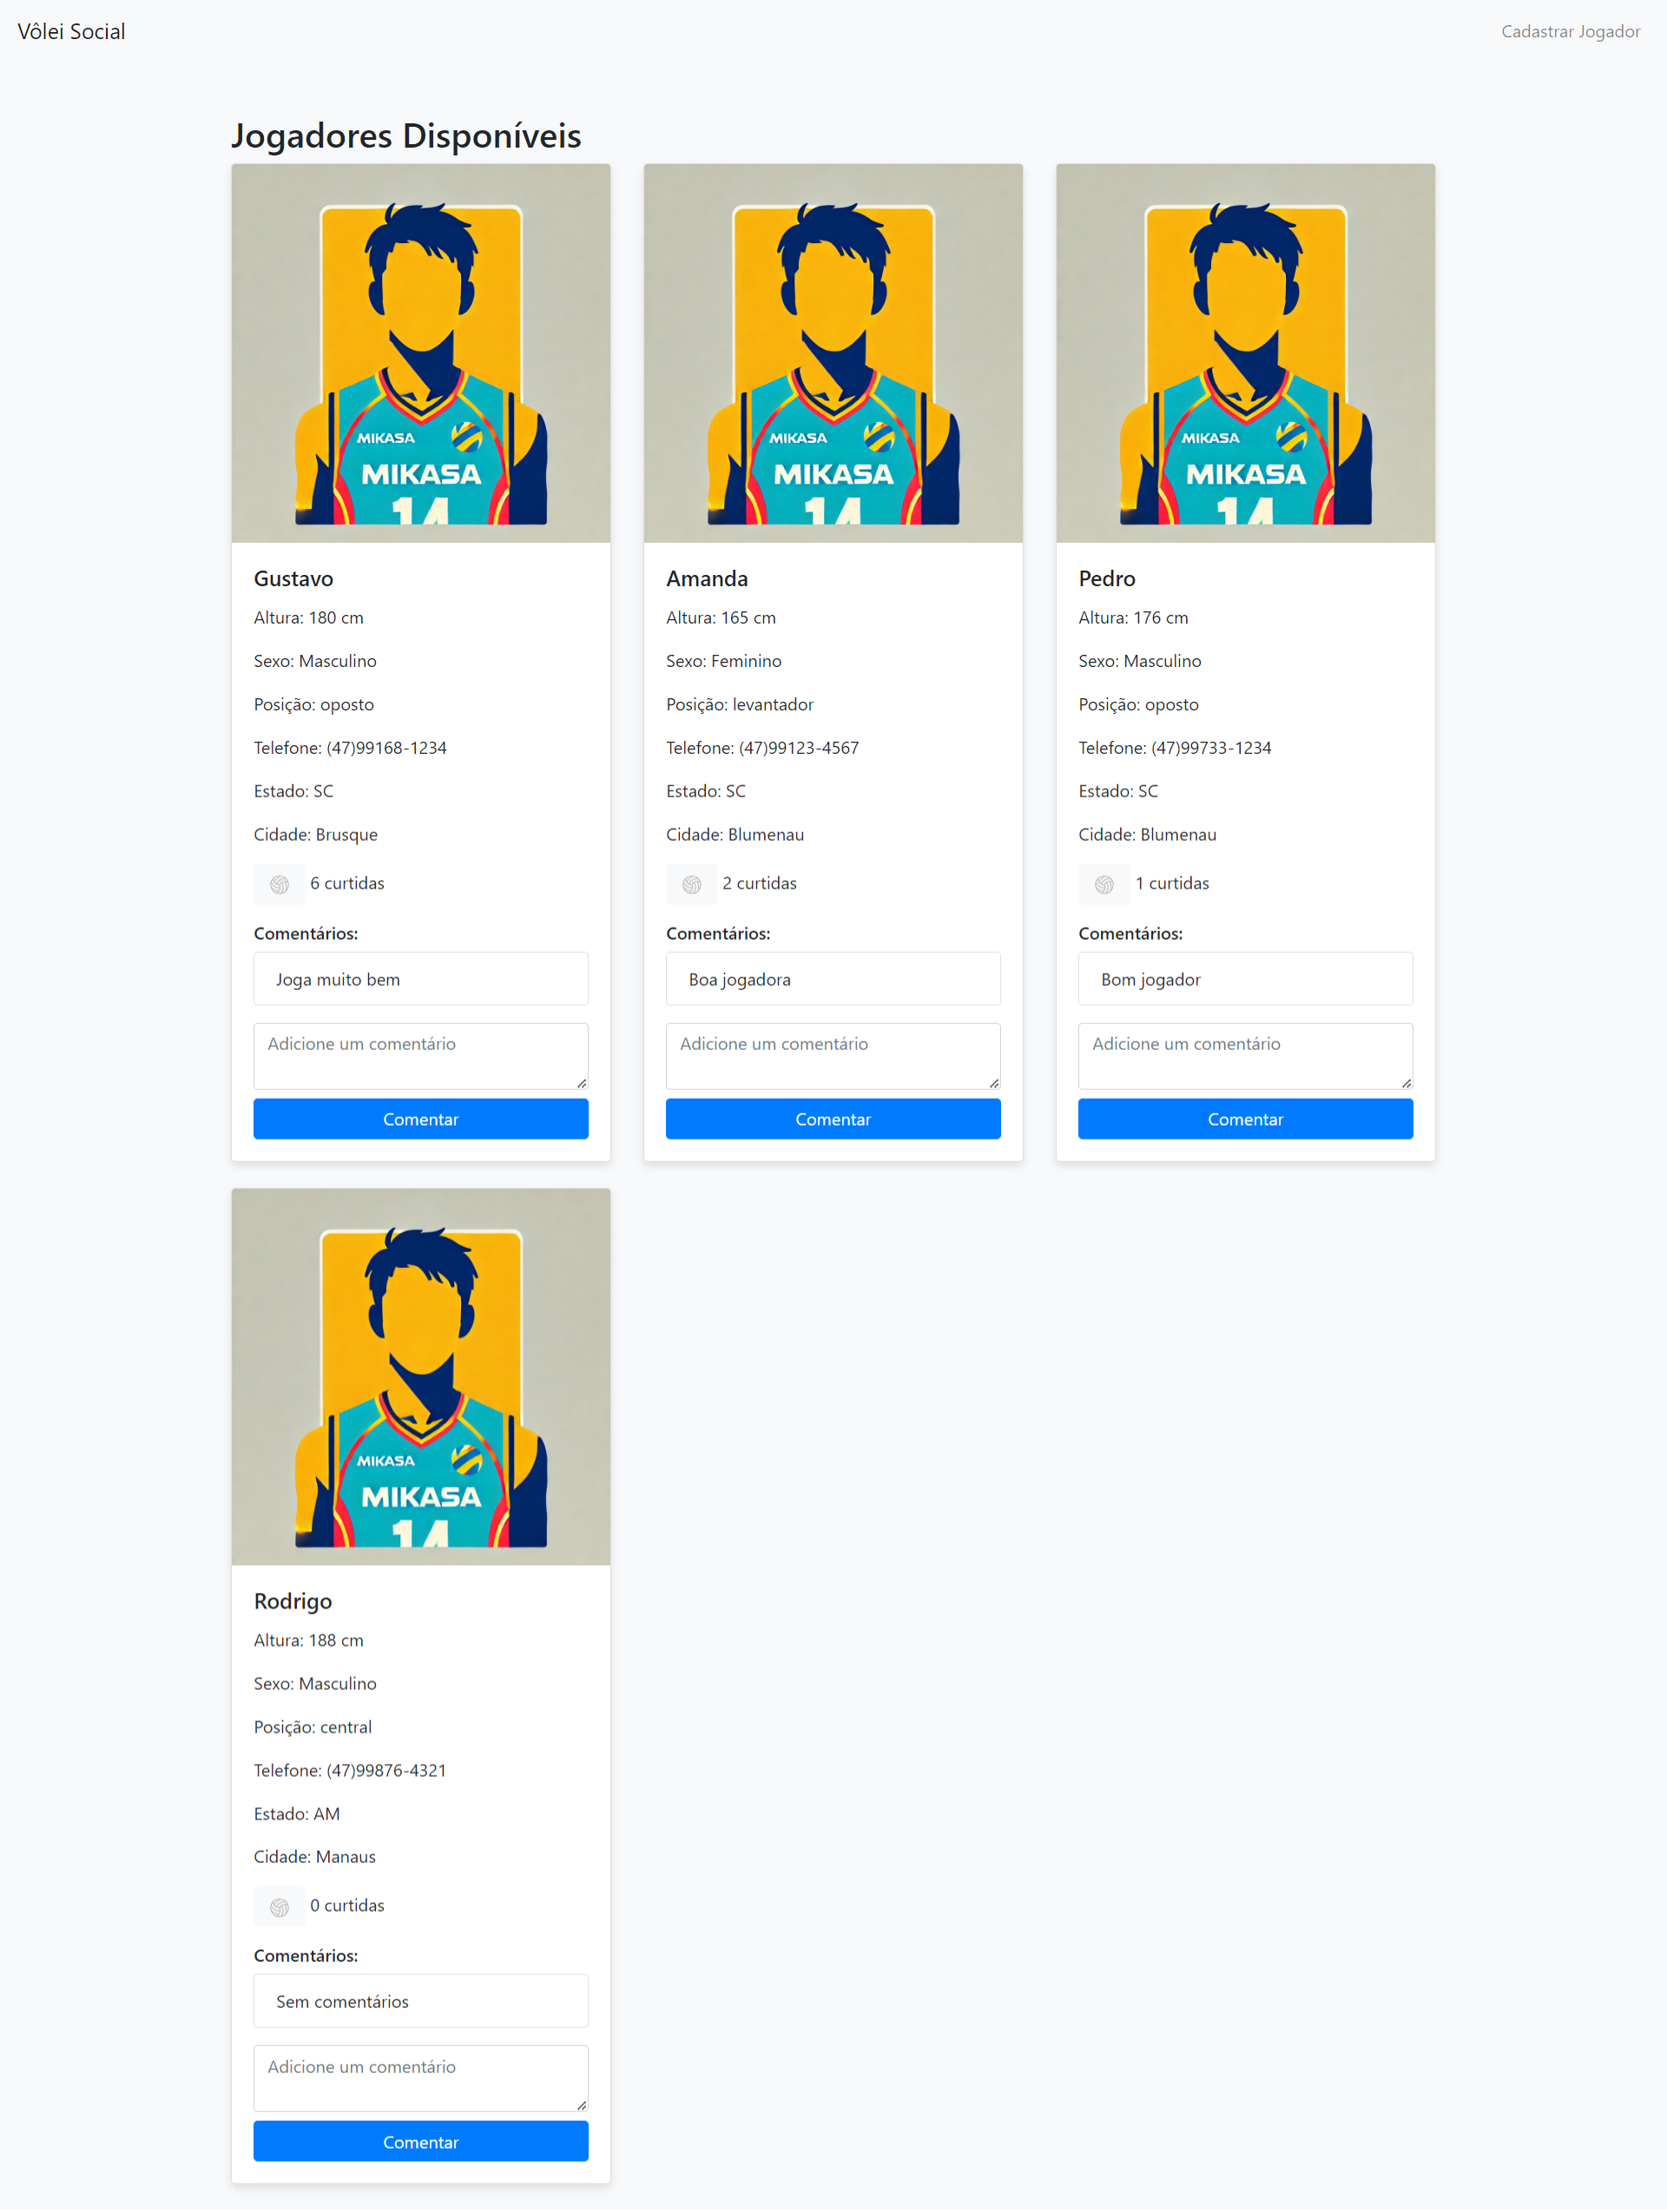 Vôlei Social
Cadastrar Jogador
Jogadores Disponíveis
MIKASA
MIKASA
14
Gustavo
Altura: 180 cm
Sexo: Masculino
Posição: oposto
Telefone: (47)99168-1234
Estado: SC
Cidade: Brusque
6 curtidas
Comentários:
Joga muito bem
Adicione um comentário
Comentar
MIKASA
MIKASA
14
Amanda
Altura: 165 cm
Sexo: Feminino
Posição: levantador
Telefone: (47)99123-4567
Estado: SC
Cidade: Blumenau
2 curtidas
Comentários:
Boa jogadora
Adicione um comentário
Comentar
MIKASA
MIKASA
14
Pedro
Altura: 176 cm
Sexo: Masculino
Posição: oposto
Telefone: (47)99733-1234
Estado: SC
Cidade: Blumenau
1 curtidas
Comentários:
Bom jogador
Adicione um comentário
Comentar
MIKASA
MIKASA
14
Rodrigo
Altura: 188 cm
Sexo: Masculino
Posição: central
Telefone: (47)99876-4321
Estado: AM
Cidade: Manaus
0 curtidas
Comentários:
Sem comentários
Adicione um comentário
Comentar